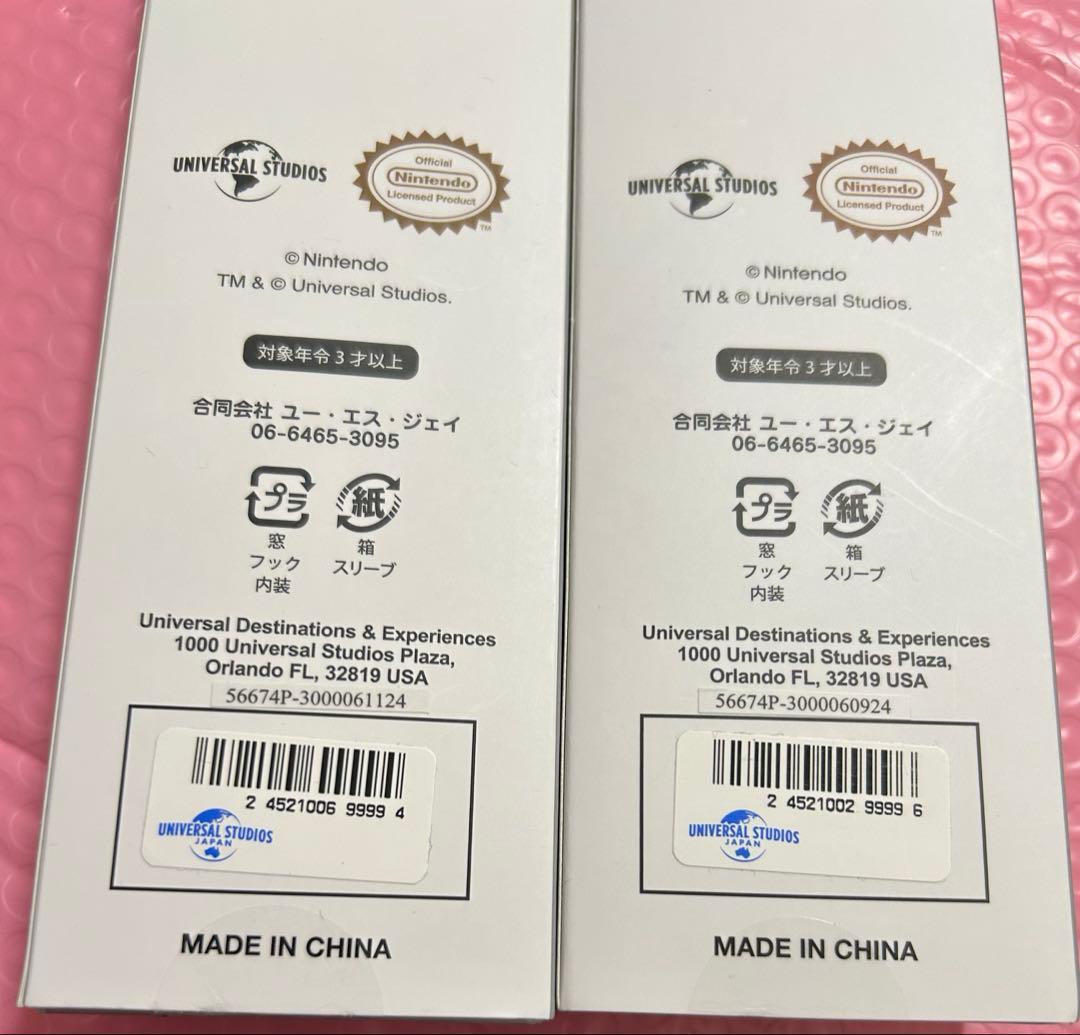 UNIVERSAL STUDIOS
Official
Nintendo
Licensed Product
TM
©Nintendo
TM & © Universal Studios.
対象年令3才以上
合同会社 ユー・エス・ジェイ
06-6465-3095
プラ
紙
窓
フック
内装
箱
スリーブ
Universal Destinations & Experiences
1000 Universal Studios Plaza,
Orlando FL, 32819 USA
56674P-3000061124
2 4521006 9999 4
UNIVERSAL STUDIOS
JAPAN
MADE IN CHINA
UNIVERSAL STUDIOS
Official
Nintendo
Licensed Product
TM
©Nintendo
TM & © Universal Studios.
対象年令3才以上
合同会社 ユー・エス・ジェイ
06-6465-3095
プラ
紙
窓
フック
内装
箱
スリーブ
Universal Destinations & Experiences
1000 Universal Studios Plaza,
Orlando FL, 32819 USA
56674P-3000060924
2 4521002 9999 6
UNIVERSAL STUDIOS
JAPAN
MADE IN CHINA